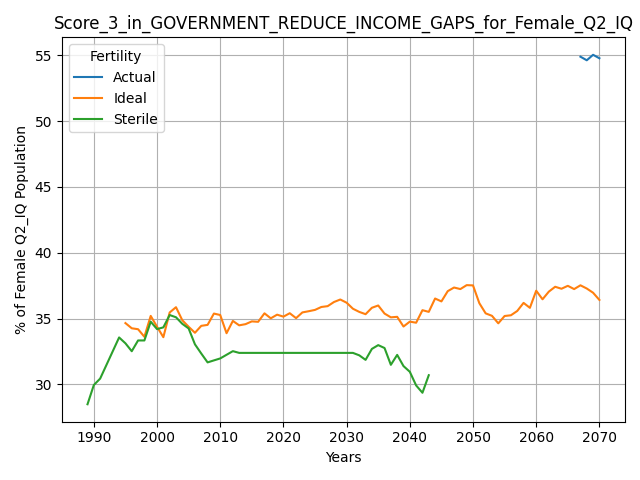 Score_3_in_GOVERNMENT_REDUCE_INCOME_GAPS_for_Female_Q2_IQ
Fertility
Actual
Ideal
Sterile
% of Female Q2_IQ Population
55
50
45
40
35
30
1990 2000 2010 2020 2030 2040 2050 2060 2070
Years